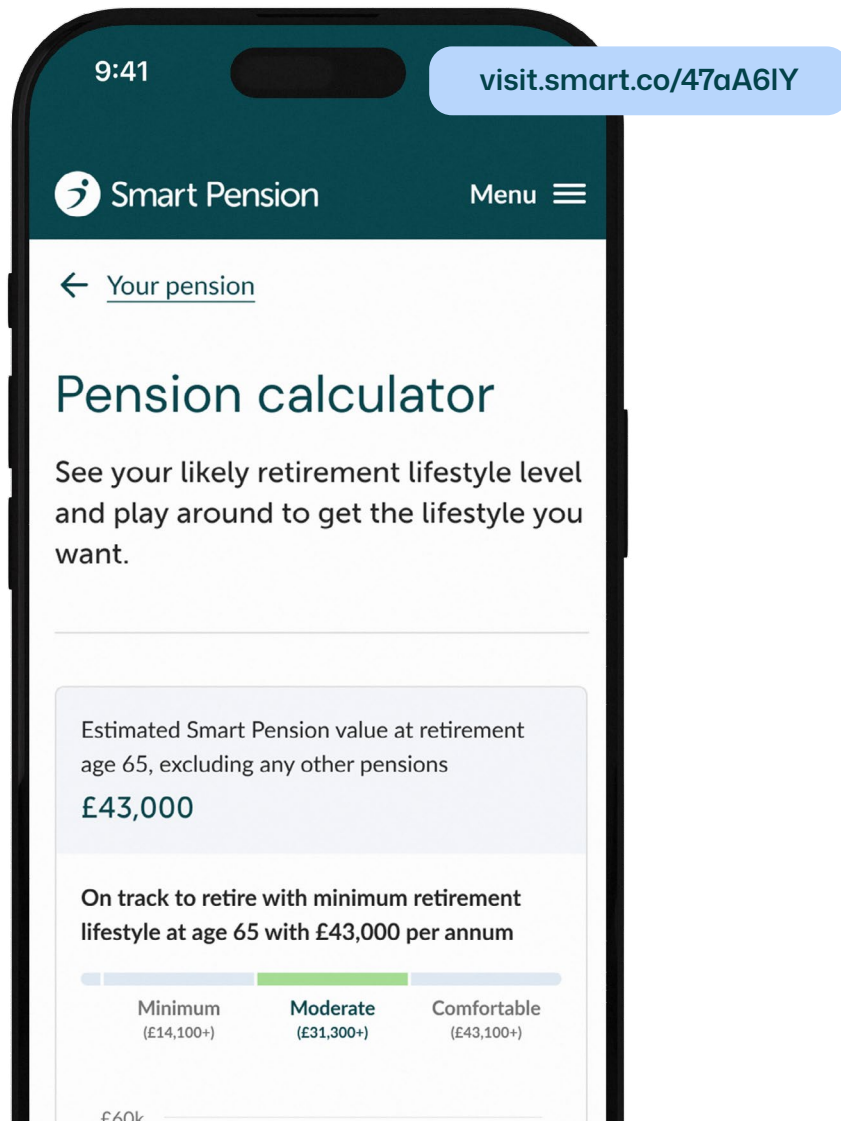 9:41
visit.smart.co/47aA6IY
Smart Pension
Menu
Your pension
Pension calculator
See your likely retirement lifestyle level
and play around to get the lifestyle you
want.
Estimated Smart Pension value at retirement
age 65, excluding any other pensions
£43,000
On track to retire with minimum retirement
lifestyle at age 65 with £43,000 per annum
Minimum Moderate Comfortable
(£14,100+) (£31,300+) (£43,100+)
£60k